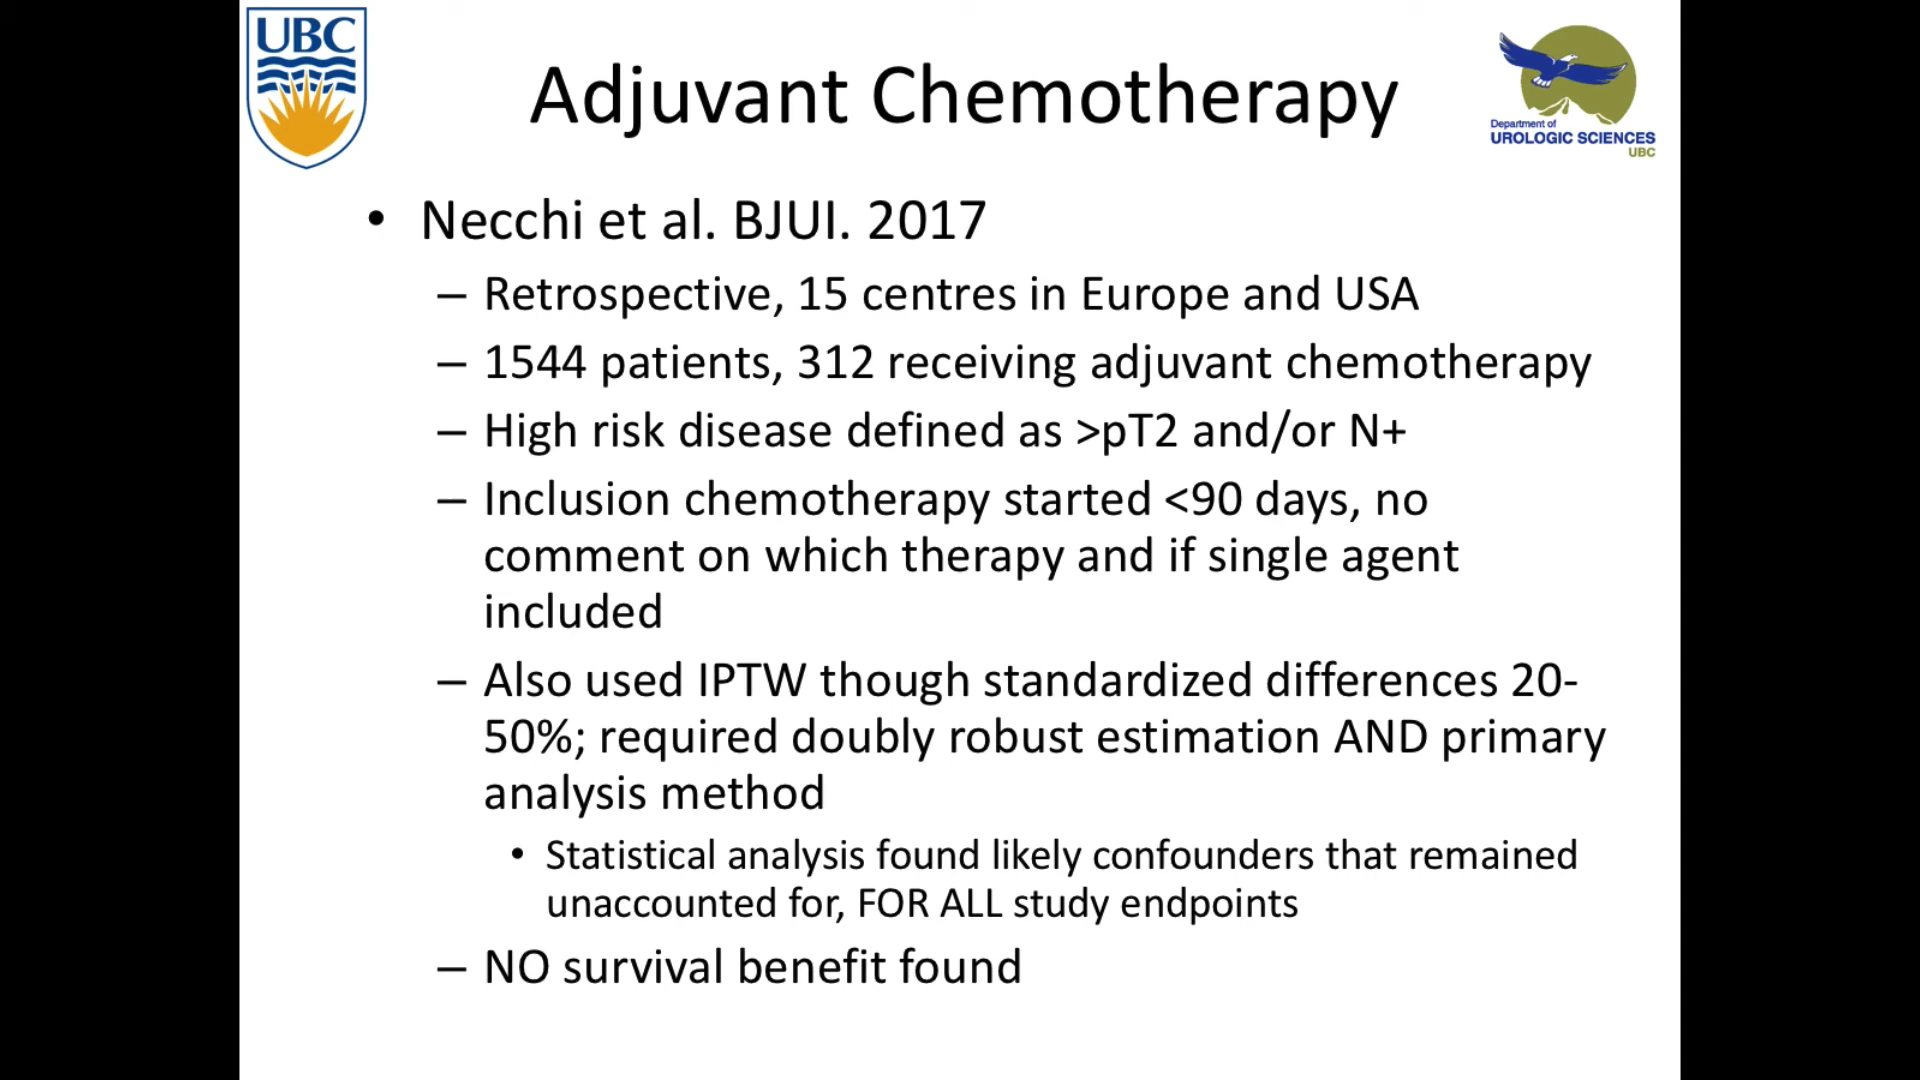 UBC
Adjuvant Chemotherapy
Department of
UROLOGIC SCIENCES
UBC
• Necchi et al. BJUI. 2017
– Retrospective, 15 centres in Europe and USA
– 1544 patients, 312 receiving adjuvant chemotherapy
– High risk disease defined as >pT2 and/or N+
– Inclusion chemotherapy started <90 days, no
comment on which therapy and if single agent
included
– Also used IPTW though standardized differences 20-
50%; required doubly robust estimation AND primary
analysis method
• Statistical analysis found likely confounders that remained
unaccounted for, FOR ALL study endpoints
– NO survival benefit found